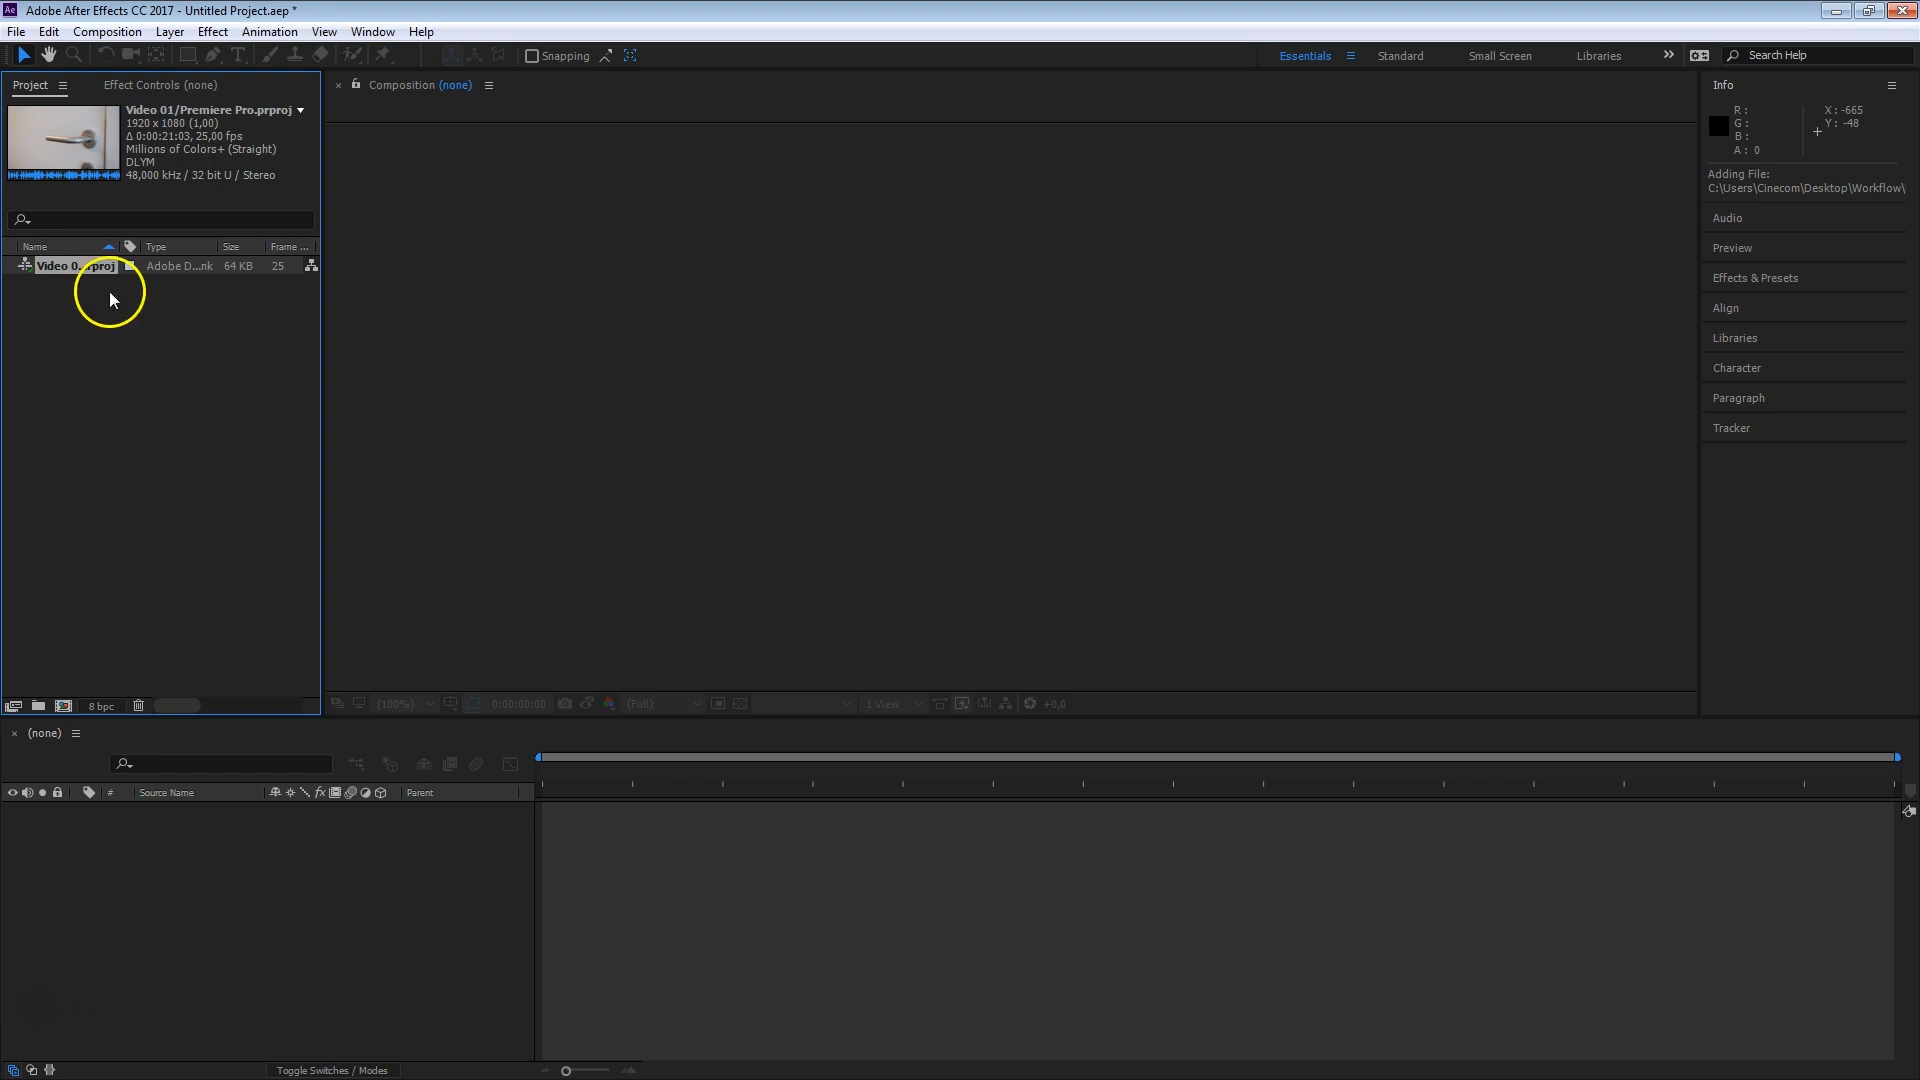 Ae Adobe After Effects CC 2017 - Untitled Project.aep *
File Edit Composition Layer Effect Animation View Window Help
Snapping Essentials Standard Small Screen Libraries Search Help
Project Effect Controls (none)
Video 01/Premiere Pro.prproj
1920 x 1080 (1,00)
Δ 0:00:21:03, 25,00 fps
Millions of Colors+ (Straight)
DLYM
48,000 kHz / 32 bit U / Stereo
Name Type Size Frame ...
Video 0...rproj Adobe D...nk 64 KB 25
8 bpc
× Composition (none)
(100%) 0:00:00:00 (Full) 1 View +0,0
Info
R :
G :
B :
A : 0
X : -665
Y : -48
Adding File:
C:\Users\Cinecom\Desktop\Workflow\
Audio
Preview
Effects & Presets
Align
Libraries
Character
Paragraph
Tracker
× (none)
# Source Name fx Parent
Toggle Switches / Modes